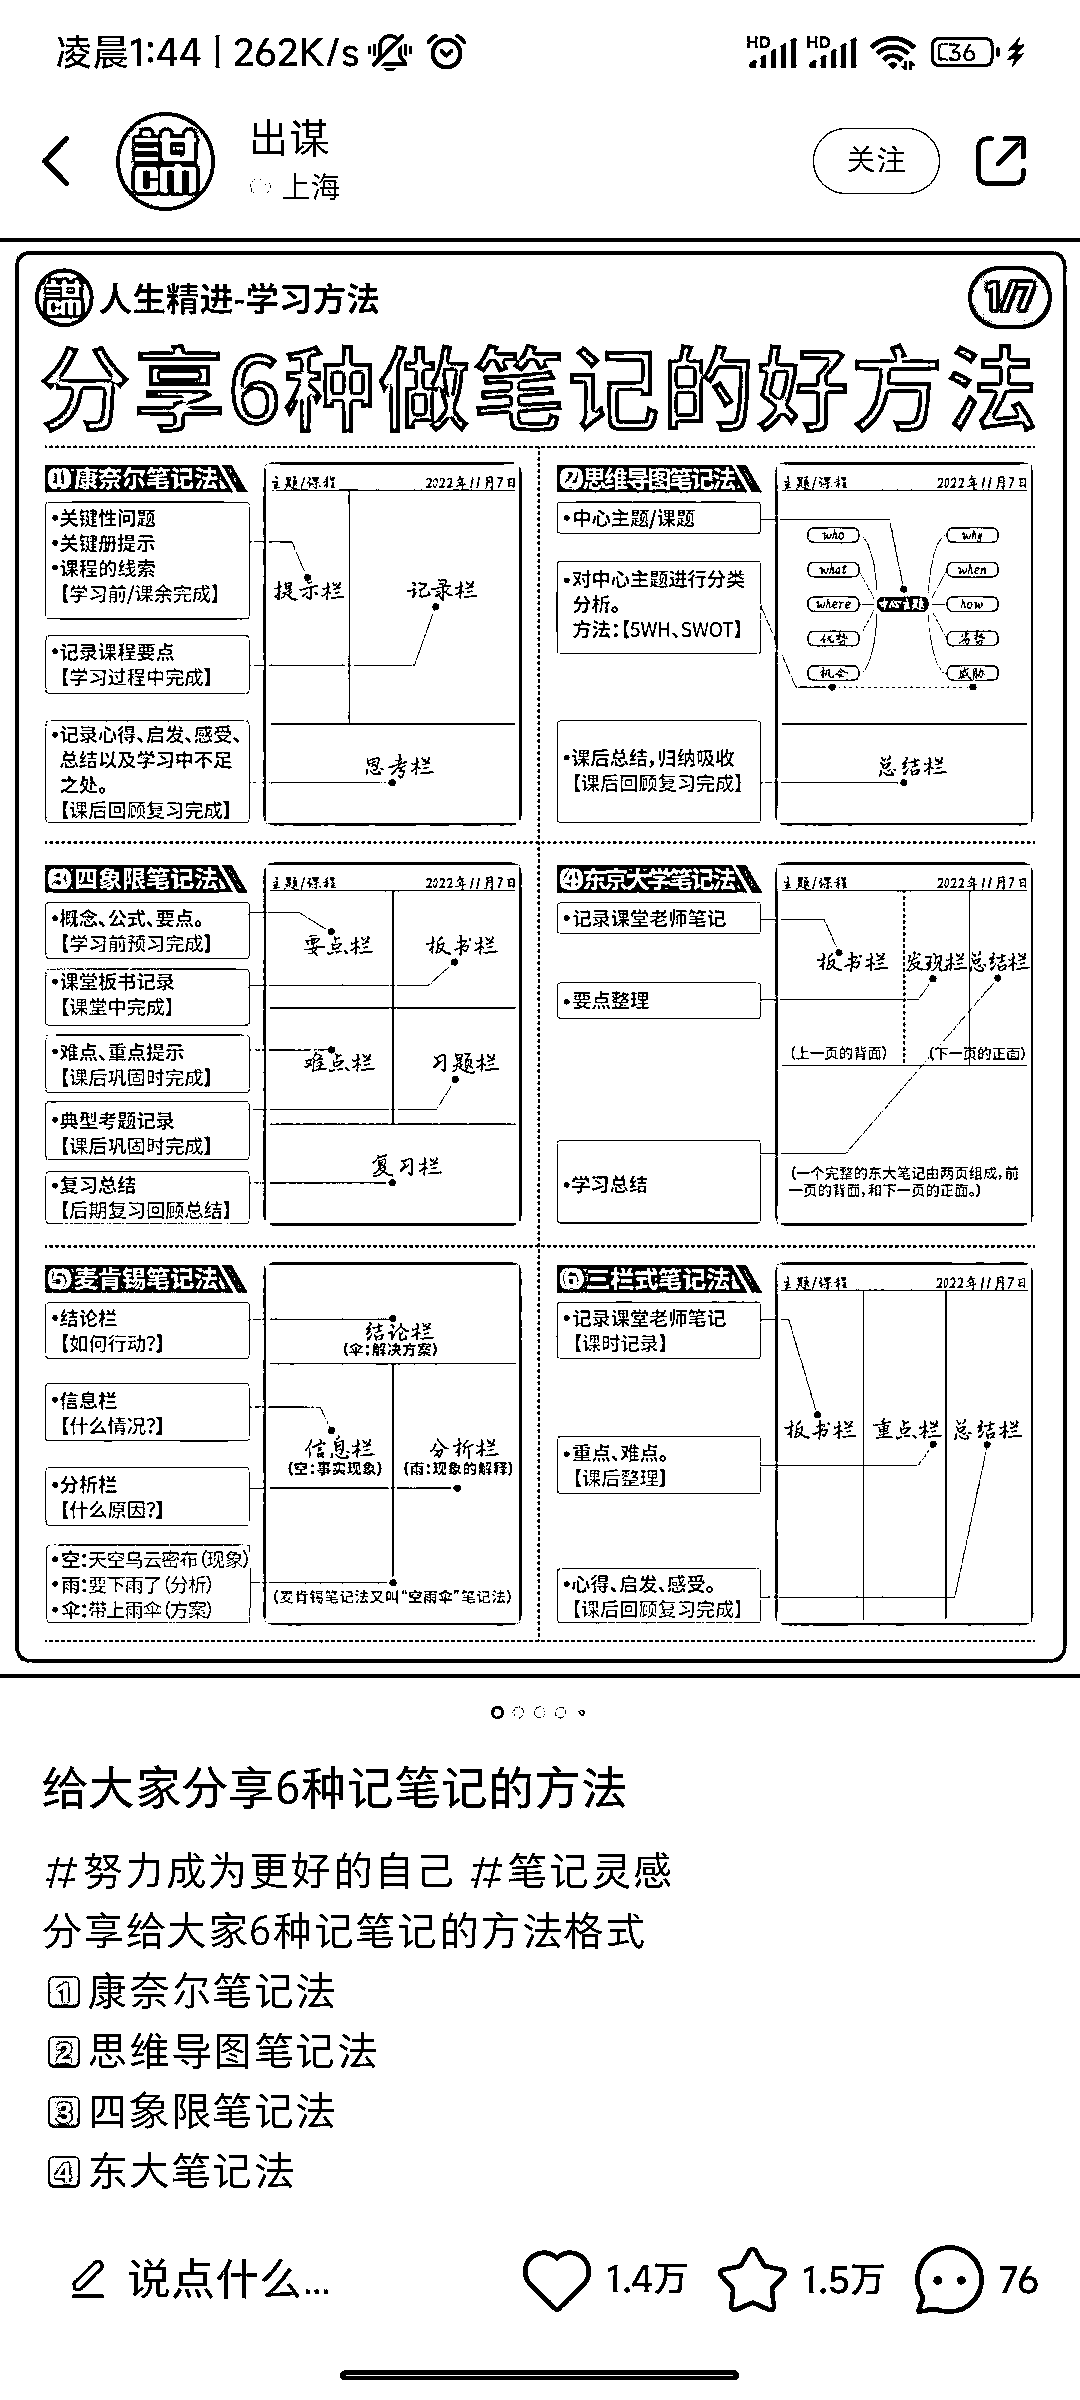 凌晨1:44 | 262K/s
HD HD 36
出谋
上海
关注
人生精进-学习方法
1/7
分享6种做笔记的好方法
①康奈尔笔记法
•关键性问题
•关键册提示
•课程的线索
【学习前/课余完成】
•记录课程要点
【学习过程中完成】
•记录心得、启发、感受、
总结以及学习中不足
之处。
【课后回顾复习完成】
主题/课程 2022年11月7日
提示栏 记录栏
思考栏
②思维导图笔记法
•中心主题/课题
•对中心主题进行分类
分析。
方法:【5WH、SWOT】
•课后总结,归纳吸收
【课后回顾复习完成】
主题/课程 2022年11月7日
who why
what when
where 中心主题 how
优势 劣势
机会 威胁
总结栏
③四象限笔记法
•概念、公式、要点。
【学习前预习完成】
•课堂板书记录
【课堂中完成】
•难点、重点提示
【课后巩固时完成】
•典型考题记录
【课后巩固时完成】
•复习总结
【后期复习回顾总结】
主题/课程 2022年11月7日
要点栏 板书栏
难点栏 习题栏
复习栏
④东京大学笔记法
•记录课堂老师笔记
•要点整理
•学习总结
主题/课程 2022年11月7日
板书栏 发现栏 总结栏
(上一页的背面) (下一页的正面)
(一个完整的东大笔记由两页组成,前
一页的背面,和下一页的正面。)
⑤麦肯锡笔记法
•结论栏
【如何行动?】
•信息栏
【什么情况?】
•分析栏
【什么原因?】
•空:天空乌云密布(现象)
•雨:要下雨了(分析)
•伞:带上雨伞(方案)
结论栏
(伞:解决方案)
信息栏 分析栏
(空:事实现象) (雨:现象的解释)
(麦肯锡笔记法又叫“空雨伞”笔记法)
⑥三栏式笔记法
•记录课堂老师笔记
【课时记录】
•重点、难点。
【课后整理】
•心得、启发、感受。
【课后回顾复习完成】
主题/课程 2022年11月7日
板书栏 重点栏 总结栏
给大家分享6种记笔记的方法
#努力成为更好的自己 #笔记灵感
分享给大家6种记笔记的方法格式
1 康奈尔笔记法
2 思维导图笔记法
3 四象限笔记法
4 东大笔记法
说点什么... 1.4万 1.5万 76